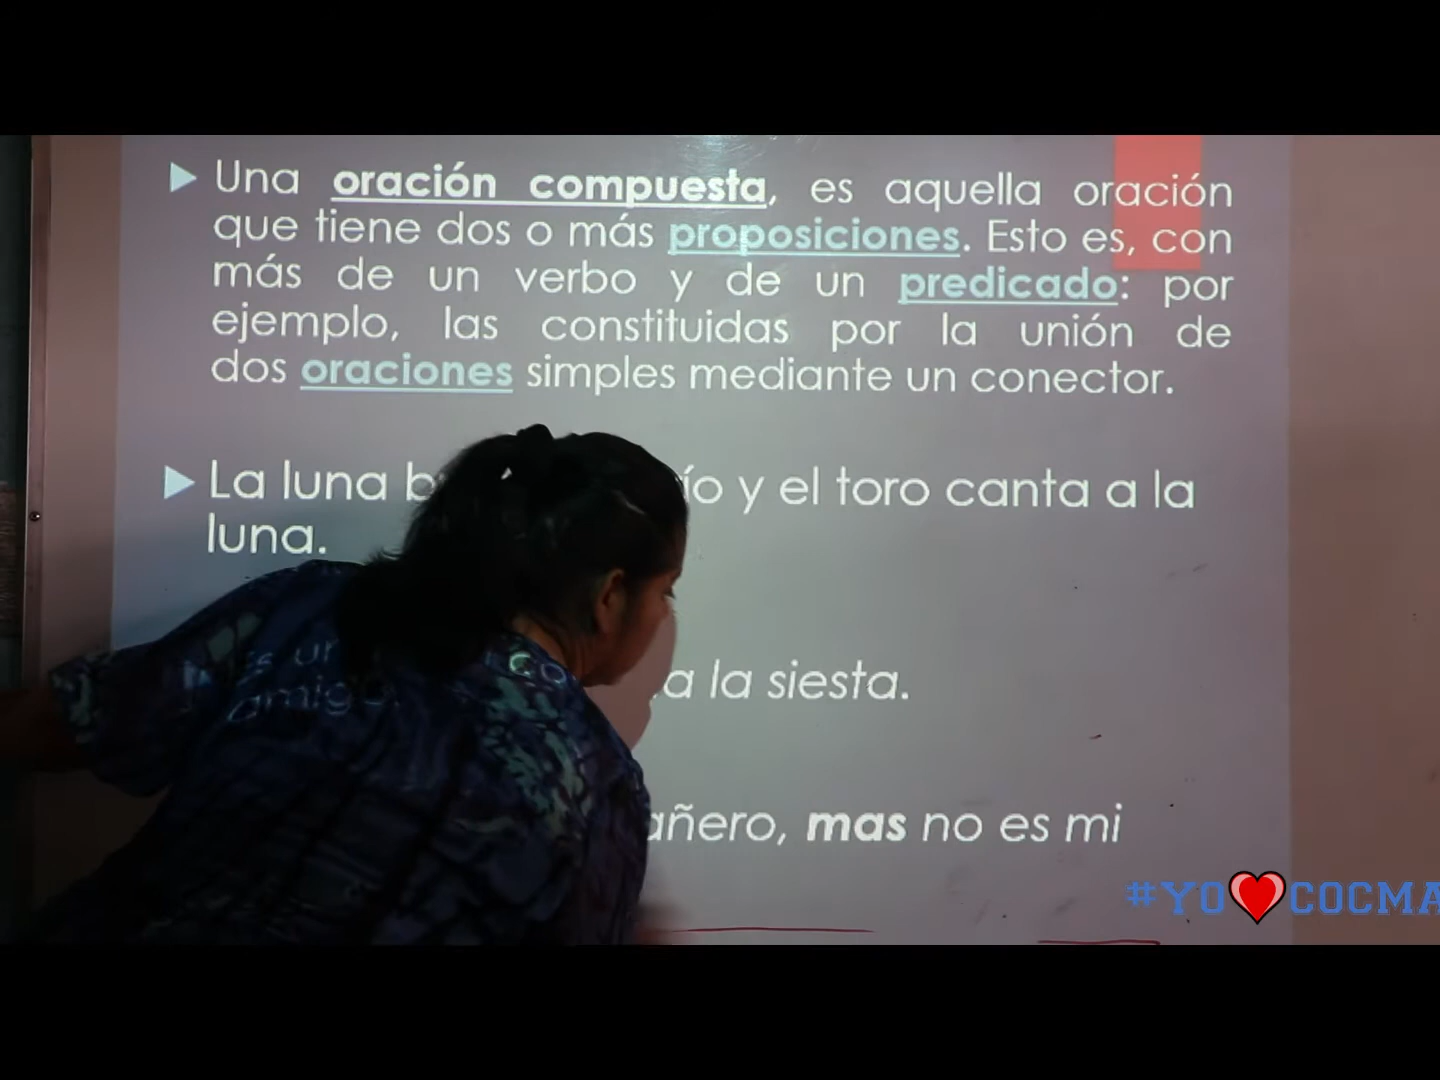 Una oración compuesta, es aquella oración
que tiene dos o más proposiciones. Esto es, con
más de un verbo y de un predicado: por
ejemplo, las constituidas por la unión de
dos oraciones simples mediante un conector.
La luna y el toro canta a la
luna.
a la siesta.
mas no es mi
#YO COCMA
amigo.